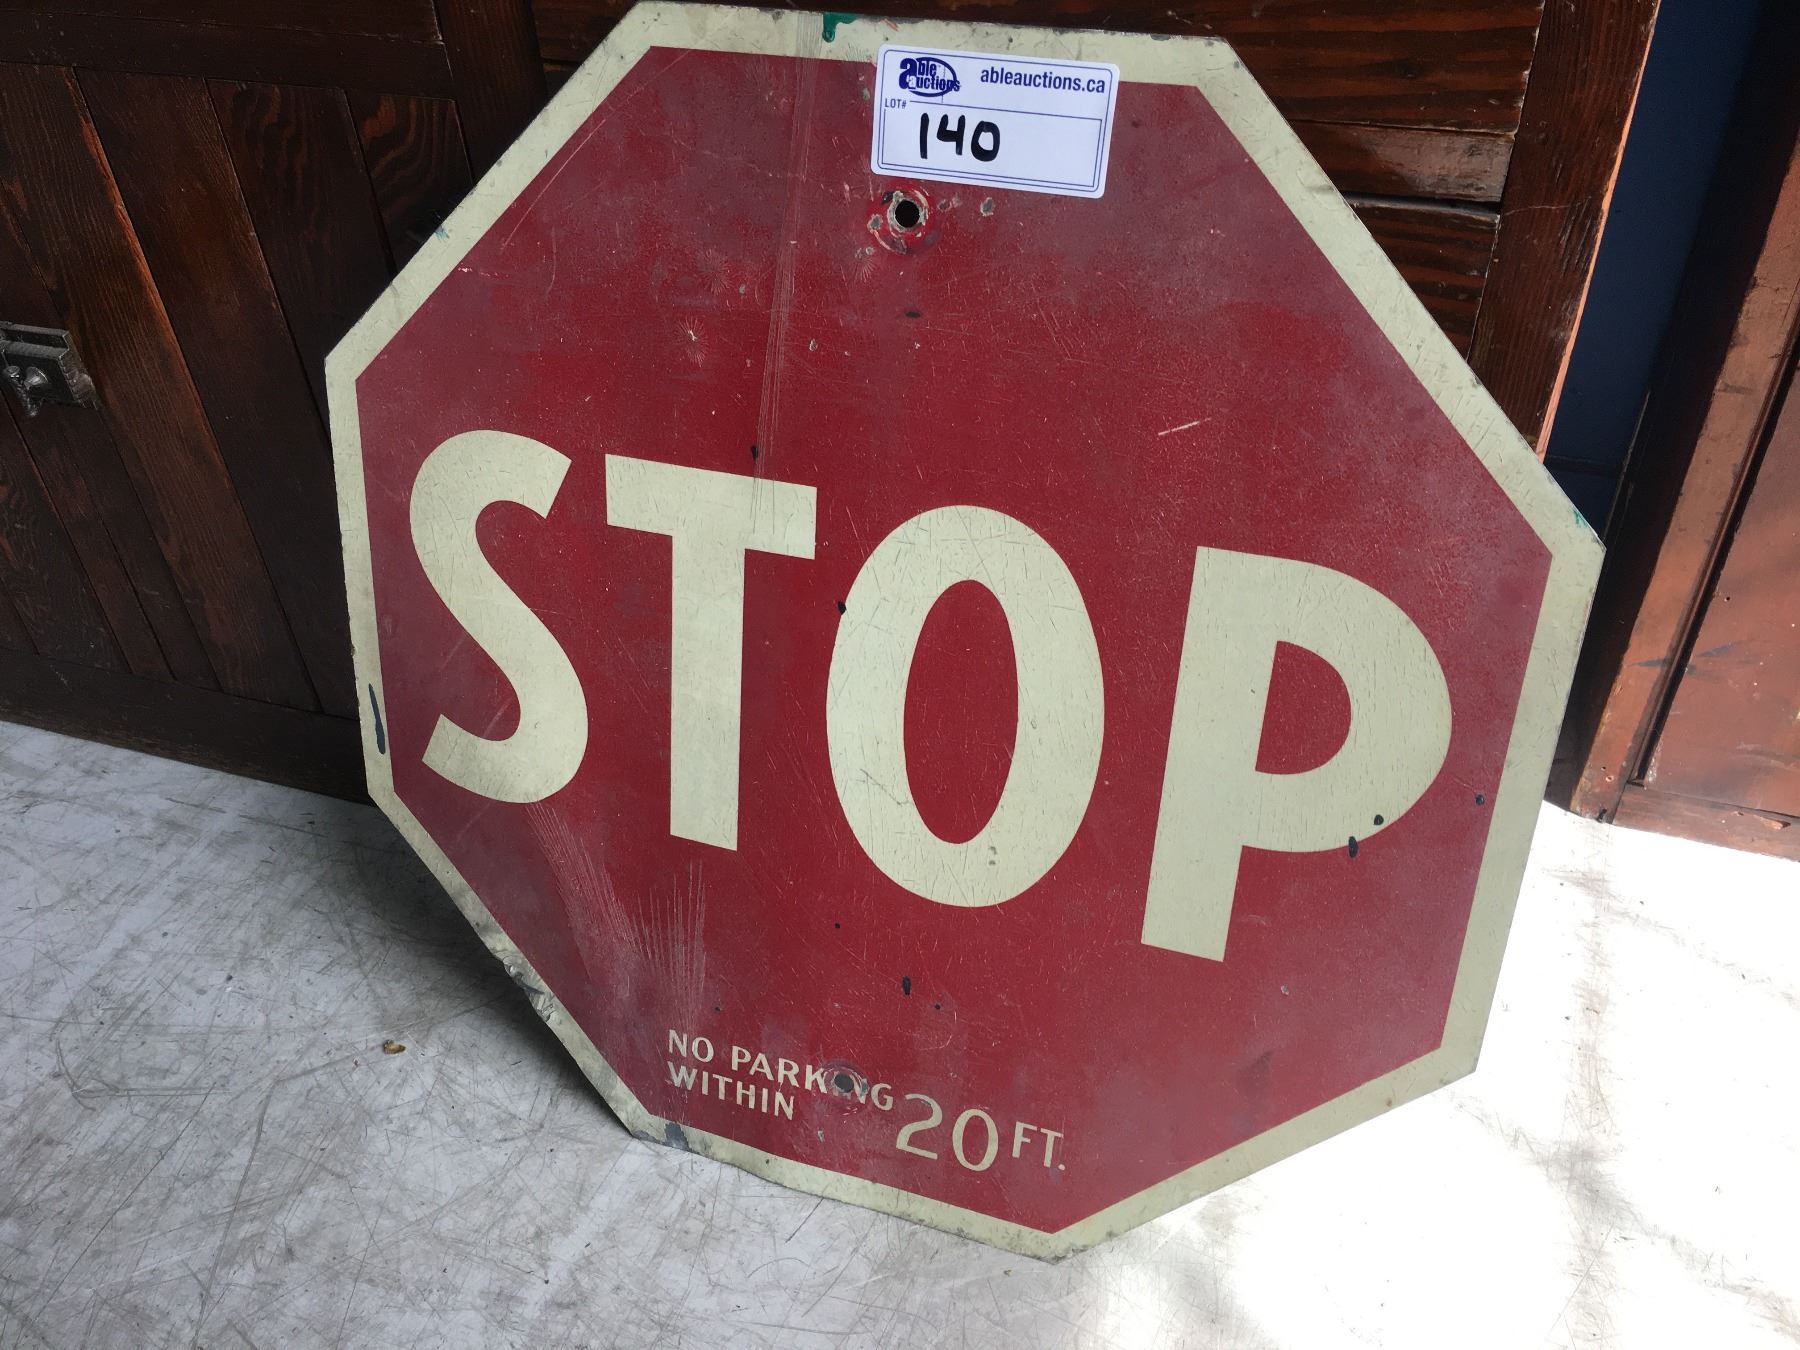 able auctions
ableauctions.ca
LOT#
140
STOP
NO PARKING
WITHIN
20 FT.